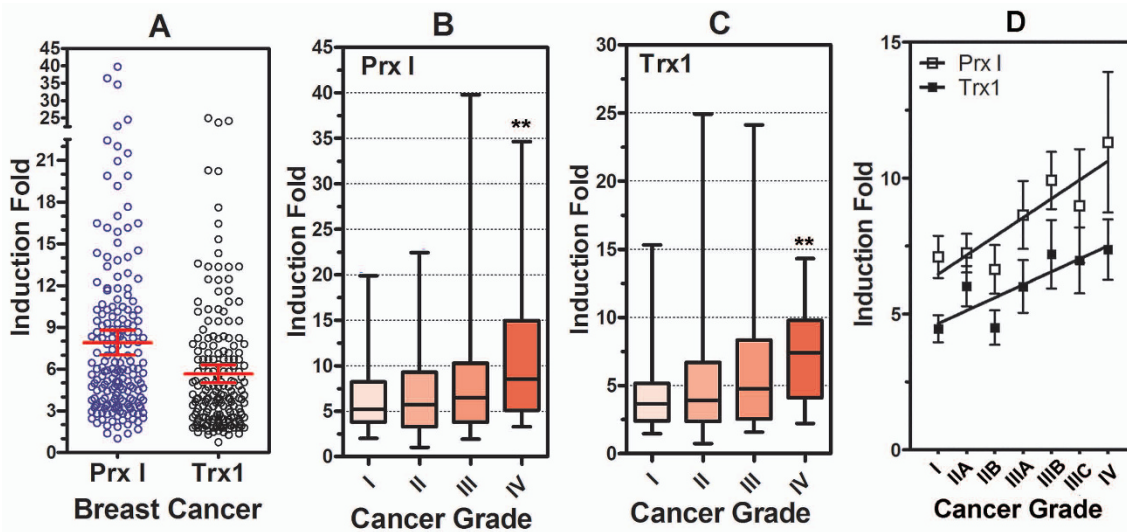 A
Induction Fold
45
40
35
30
25
21
18
15
12
9
6
3
0
Prx I Trx1
Breast Cancer
B
Prx I
Induction Fold
45
40
35
30
25
20
15
10
5
0
**
I II III IV
Cancer Grade
C
Trx1
Induction Fold
30
25
20
15
10
5
0
**
I II III IV
Cancer Grade
D
Prx I
Trx1
Induction Fold
15
10
5
0
I IIA IIB IIIA IIIB IIIC IV
Cancer Grade